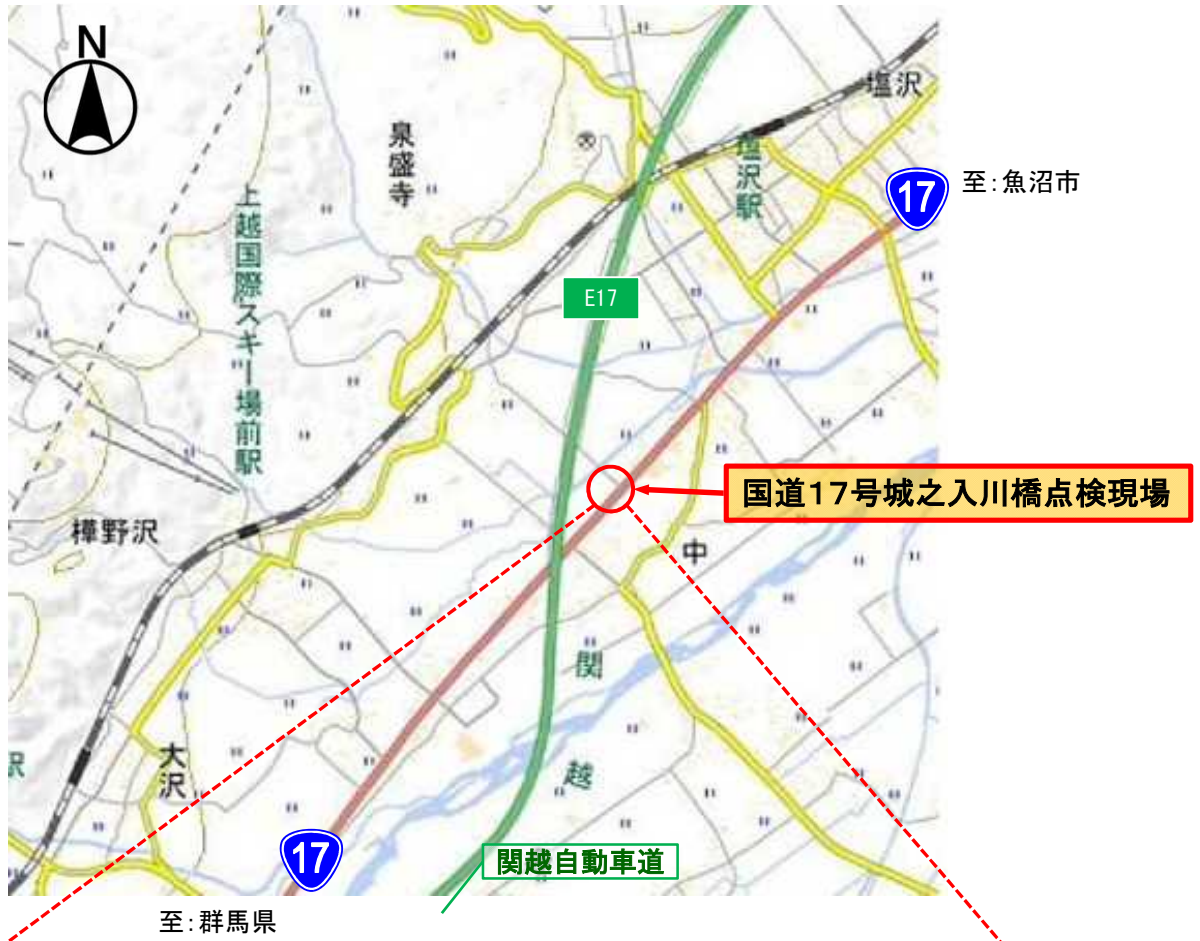 N
塩沢
泉盛寺
塩沢駅
17
至:魚沼市
上越国際スキー場前駅
E17
国道17号城之入川橋点検現場
樺野沢
中
関越
駅
大沢
17
関越自動車道
至:群馬県